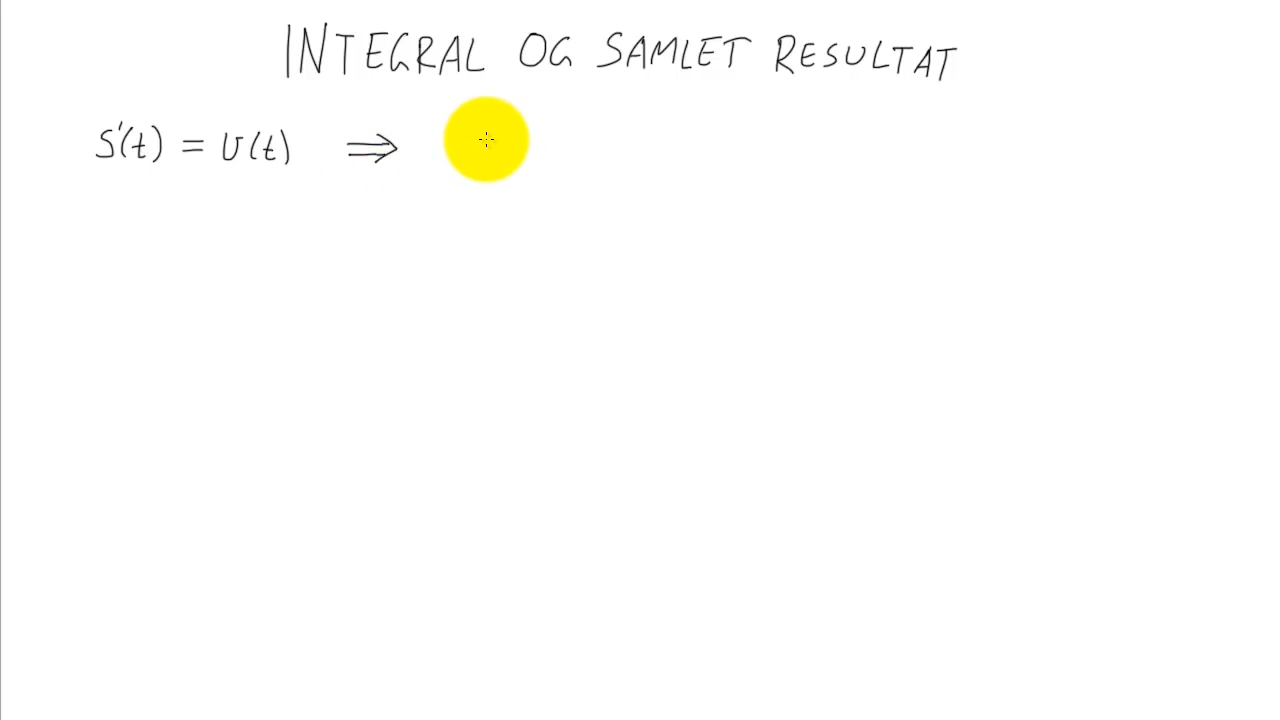 INTEGRAL OG SAMLET RESULTAT
S'(t) = v(t) ⇒